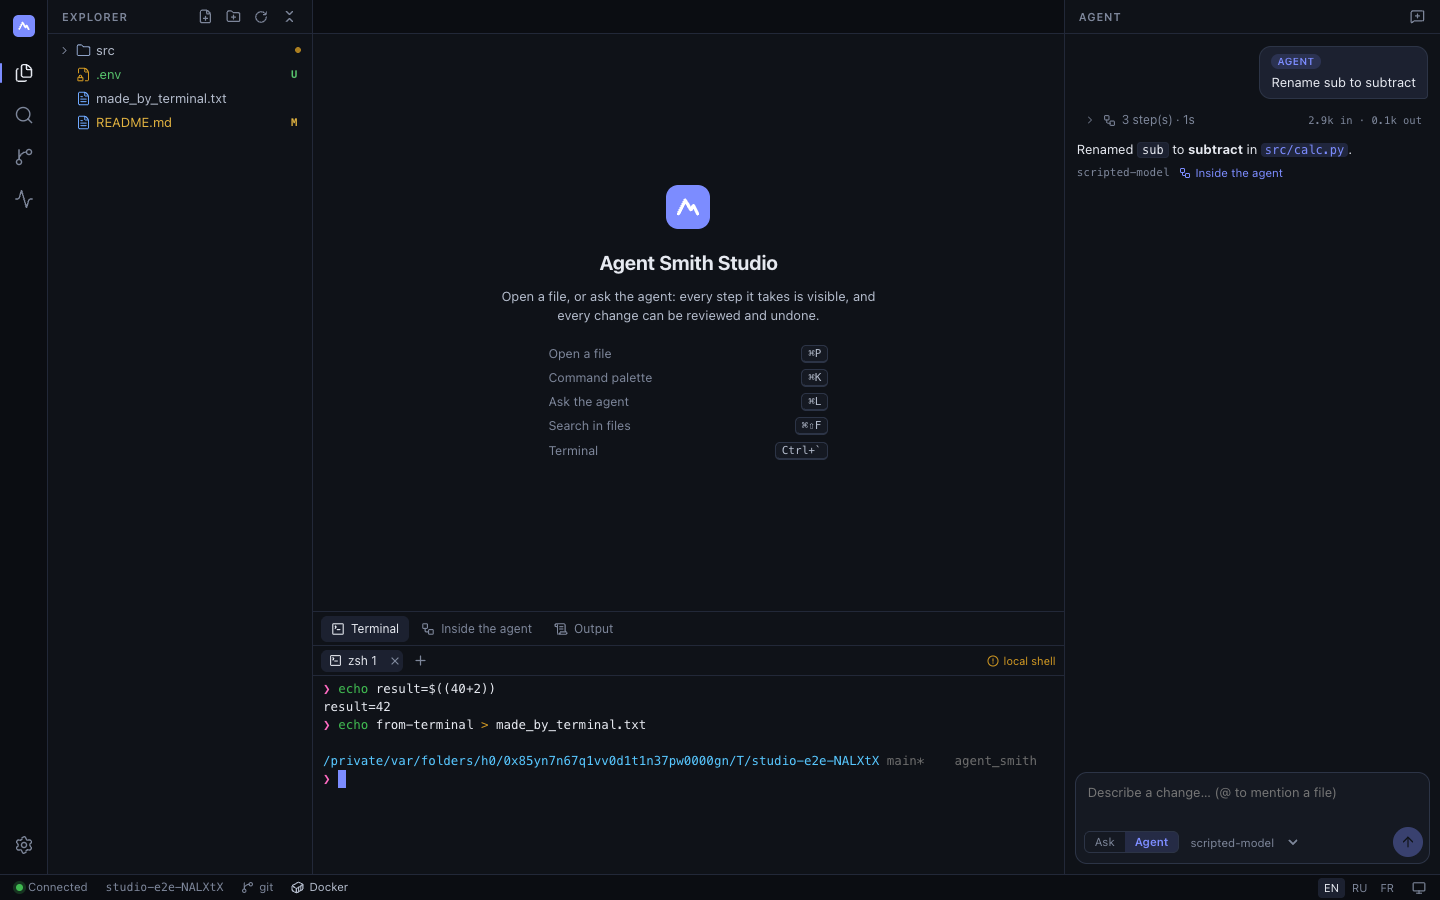 EXPLORER
src
.env U
made_by_terminal.txt
README.md M
Agent Smith Studio
Open a file, or ask the agent: every step it takes is visible, and
every change can be reviewed and undone.
Open a file ⌘P
Command palette ⌘K
Ask the agent ⌘L
Search in files ⌘⇧F
Terminal Ctrl+`
Terminal Inside the agent Output
zsh 1 local shell
❯ echo result=$((40+2))
result=42
❯ echo from-terminal > made_by_terminal.txt
/private/var/folders/h0/0x85yn7n67q1vv0d1t1n37pw0000gn/T/studio-e2e-NALXtX main* agent_smith
❯
AGENT
AGENT
Rename sub to subtract
3 step(s) · 1s 2.9k in · 0.1k out
Renamed sub to subtract in src/calc.py.
scripted-model Inside the agent
Describe a change... (@ to mention a file)
Ask Agent scripted-model
Connected studio-e2e-NALXtX git Docker EN RU FR